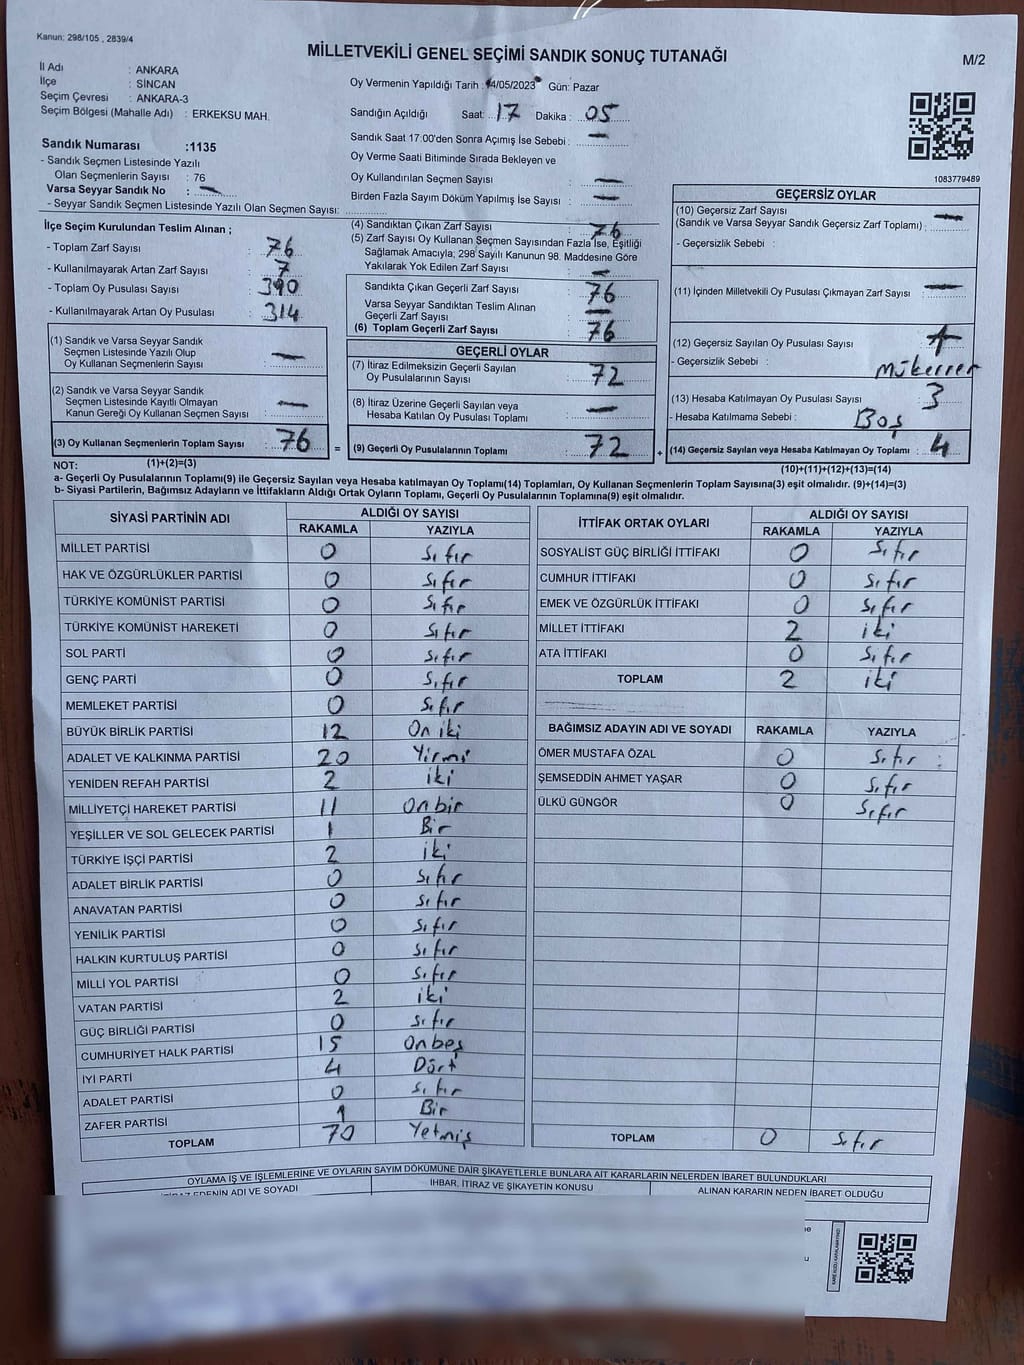 Kanun: 298/105 , 2839/4
MİLLETVEKİLİ GENEL SEÇİMİ SANDIK SONUÇ TUTANAĞI
M/2
İl Adı : ANKARA
İlçe : SİNCAN
Seçim Çevresi : ANKARA-3
Seçim Bölgesi (Mahalle Adı) : ERKEKSU MAH.
Oy Vermenin Yapıldığı Tarih : 14/05/2023 Gün: Pazar
Sandığın Açıldığı Saat: 17 Dakika : 05
Sandık Saat 17:00'den Sonra Açımış İse Sebebi : —
Oy Verme Saati Bitiminde Sırada Bekleyen ve
Oy Kullandırılan Seçmen Sayısı : —
Birden Fazla Sayım Döküm Yapılmış İse Sayısı : —
1083779489
Sandık Numarası :1135
- Sandık Seçmen Listesinde Yazılı
Olan Seçmenlerin Sayısı : 76
Varsa Seyyar Sandık No : —
- Seyyar Sandık Seçmen Listesinde Yazılı Olan Seçmen Sayısı:
İlçe Seçim Kurulundan Teslim Alınan ;
- Toplam Zarf Sayısı : 76
- Kullanılmayarak Artan Zarf Sayısı : 7
- Toplam Oy Pusulası Sayısı : 390
- Kullanılmayarak Artan Oy Pusulası : 314
(1) Sandık ve Varsa Seyyar Sandık
Seçmen Listesinde Yazılı Olup
Oy Kullanan Seçmenlerin Sayısı : —
(2) Sandık ve Varsa Seyyar Sandık
Seçmen Listesinde Kayıtlı Olmayan
Kanun Gereği Oy Kullanan Seçmen Sayısı : —
(3) Oy Kullanan Seçmenlerin Toplam Sayısı : 76 =
(4) Sandıktan Çıkan Zarf Sayısı : 76
(5) Zarf Sayısı Oy Kullanan Seçmen Sayısından Fazla İse, Eşitliği
Sağlamak Amacıyla; 298 Sayılı Kanunun 98. Maddesine Göre
Yakılarak Yok Edilen Zarf Sayısı : —
Sandıkta Çıkan Geçerli Zarf Sayısı : 76
Varsa Seyyar Sandıktan Teslim Alınan
Geçerli Zarf Sayısı : —
(6) Toplam Geçerli Zarf Sayısı : 76
GEÇERLİ OYLAR
(7) İtiraz Edilmeksizin Geçerli Sayılan
Oy Pusulalarının Sayısı : 72
(8) İtiraz Üzerine Geçerli Sayılan veya
Hesaba Katılan Oy Pusulası Toplamı : —
(9) Geçerli Oy Pusulalarının Toplamı : 72 +
GEÇERSİZ OYLAR
(10) Geçersiz Zarf Sayısı
(Sandık ve Varsa Seyyar Sandık Geçersiz Zarf Toplamı) : —
- Geçersizlik Sebebi :
(11) İçinden Milletvekili Oy Pusulası Çıkmayan Zarf Sayısı : —
(12) Geçersiz Sayılan Oy Pusulası Sayısı :
- Geçersizlik Sebebi : Mükerrer
(13) Hesaba Katılmayan Oy Pusulası Sayısı : 3
- Hesaba Katılmama Sebebi : Boş
(14) Geçersiz Sayılan veya Hesaba Katılmayan Oy Toplamı : 4
NOT: (1)+(2)=(3)
(10)+(11)+(12)+(13)=(14)
a- Geçerli Oy Pusulalarının Toplamı(9) ile Geçersiz Sayılan veya Hesaba katılmayan Oy Toplamı(14) Toplamları, Oy Kullanan Seçmenlerin Toplam Sayısına(3) eşit olmalıdır. (9)+(14)=(3)
b- Siyasi Partilerin, Bağımsız Adayların ve İttifakların Aldığı Ortak Oyların Toplamı, Geçerli Oy Pusulalarının Toplamına(9) eşit olmalıdır.
SİYASİ PARTİNİN ADI ALDIĞI OY SAYISI
RAKAMLA YAZIYLA
MİLLET PARTİSİ 0 Sıfır
HAK VE ÖZGÜRLÜKLER PARTİSİ 0 Sıfır
TÜRKİYE KOMÜNİST PARTİSİ 0 Sıfır
TÜRKİYE KOMÜNİST HAREKETİ 0 Sıfır
SOL PARTİ 0 Sıfır
GENÇ PARTİ 0 Sıfır
MEMLEKET PARTİSİ 0 Sıfır
BÜYÜK BİRLİK PARTİSİ 12 On iki
ADALET VE KALKINMA PARTİSİ 20 Yirmi
YENİDEN REFAH PARTİSİ 2 iki
MİLLİYETÇİ HAREKET PARTİSİ 11 Onbir
YEŞİLLER VE SOL GELECEK PARTİSİ 1 Bir
TÜRKİYE İŞÇİ PARTİSİ 2 iki
ADALET BİRLİK PARTİSİ 0 Sıfır
ANAVATAN PARTİSİ 0 Sıfır
YENİLİK PARTİSİ 0 Sıfır
HALKIN KURTULUŞ PARTİSİ 0 Sıfır
MİLLİ YOL PARTİSİ 0 Sıfır
VATAN PARTİSİ 2 iki
GÜÇ BİRLİĞİ PARTİSİ 0 Sıfır
CUMHURİYET HALK PARTİSİ 15 Onbeş
İYİ PARTİ 4 Dört
ADALET PARTİSİ 0 Sıfır
ZAFER PARTİSİ 1 Bir
TOPLAM 70 Yetmiş
İTTİFAK ORTAK OYLARI ALDIĞI OY SAYISI
RAKAMLA YAZIYLA
SOSYALİST GÜÇ BİRLİĞİ İTTİFAKI 0 Sıfır
CUMHUR İTTİFAKI 0 Sıfır
EMEK VE ÖZGÜRLÜK İTTİFAKI 0 Sıfır
MİLLET İTTİFAKI 2 iki
ATA İTTİFAKI 0 Sıfır
TOPLAM 2 iki
BAĞIMSIZ ADAYIN ADI VE SOYADI RAKAMLA YAZIYLA
ÖMER MUSTAFA ÖZAL 0 Sıfır
ŞEMSEDDİN AHMET YAŞAR 0 Sıfır
ÜLKÜ GÜNGÖR 0 Sıfır
TOPLAM 0 Sıfır
OYLAMA İŞ VE İŞLEMLERİNE VE OYLARIN SAYIM DÖKÜMÜNE DAİR ŞİKAYETLERLE BUNLARA AİT KARARLARIN NELERDEN İBARET BULUNDUKLARI
İTİRAZ EDENİN ADI VE SOYADI İHBAR, İTİRAZ VE ŞİKAYETİN KONUSU ALINAN KARARIN NEDEN İBARET OLDUĞU